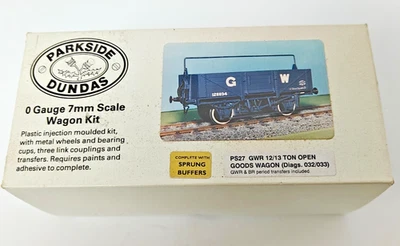 PARKSIDE
DUNDAS
0 Gauge 7mm Scale
Wagon Kit
Plastic injection moulded kit,
with metal wheels and bearing
cups, three link couplings and
transfers. Requires paints and
adhesive to complete.
G W
COMPLETE WITH
SPRUNG
BUFFERS
PS27 GWR 12/13 TON OPEN
GOODS WAGON (Diags. 032/033)
GWR & BR period transfers included